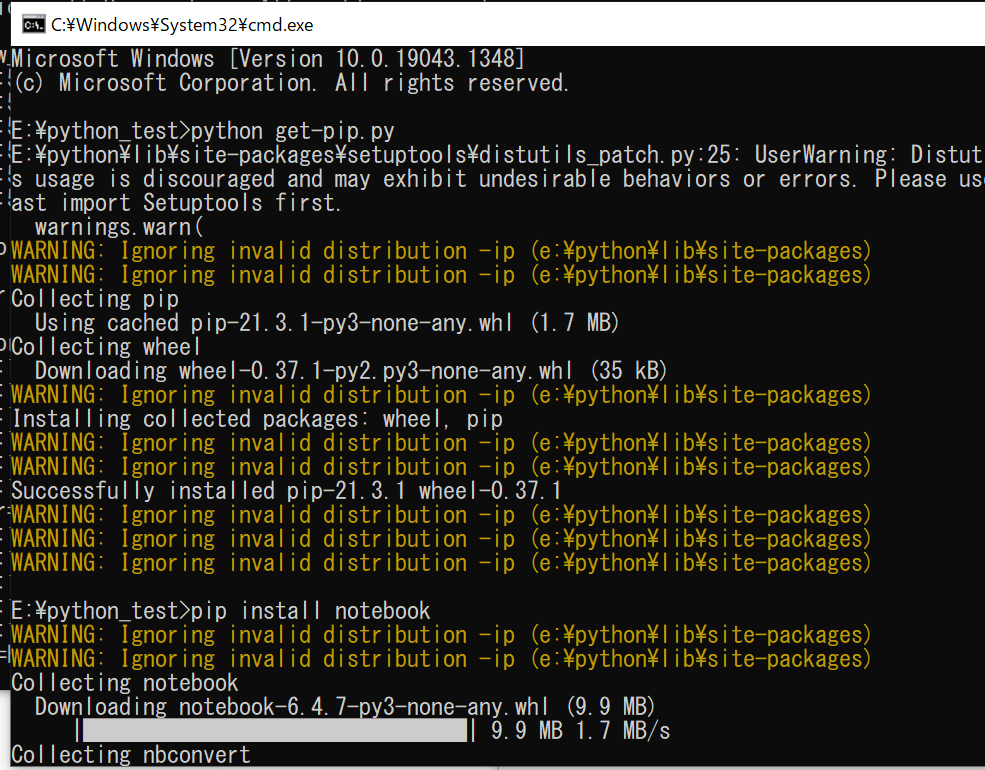 C:¥Windows¥System32¥cmd.exe
Microsoft Windows [Version 10.0.19043.1348]
(c) Microsoft Corporation. All rights reserved.
E:¥python_test>python get-pip.py
E:¥python¥lib¥site-packages¥setuptools¥distutils_patch.py:25: UserWarning: Distut
s usage is discouraged and may exhibit undesirable behaviors or errors. Please use
ast import Setuptools first.
warnings.warn(
WARNING: Ignoring invalid distribution -ip (e:¥python¥lib¥site-packages)
WARNING: Ignoring invalid distribution -ip (e:¥python¥lib¥site-packages)
Collecting pip
Using cached pip-21.3.1-py3-none-any.whl (1.7 MB)
Collecting wheel
Downloading wheel-0.37.1-py2.py3-none-any.whl (35 kB)
WARNING: Ignoring invalid distribution -ip (e:¥python¥lib¥site-packages)
Installing collected packages: wheel, pip
WARNING: Ignoring invalid distribution -ip (e:¥python¥lib¥site-packages)
WARNING: Ignoring invalid distribution -ip (e:¥python¥lib¥site-packages)
Successfully installed pip-21.3.1 wheel-0.37.1
WARNING: Ignoring invalid distribution -ip (e:¥python¥lib¥site-packages)
WARNING: Ignoring invalid distribution -ip (e:¥python¥lib¥site-packages)
WARNING: Ignoring invalid distribution -ip (e:¥python¥lib¥site-packages)
E:¥python_test>pip install notebook
WARNING: Ignoring invalid distribution -ip (e:¥python¥lib¥site-packages)
WARNING: Ignoring invalid distribution -ip (e:¥python¥lib¥site-packages)
Collecting notebook
Downloading notebook-6.4.7-py3-none-any.whl (9.9 MB)
| | 9.9 MB 1.7 MB/s
Collecting nbconvert